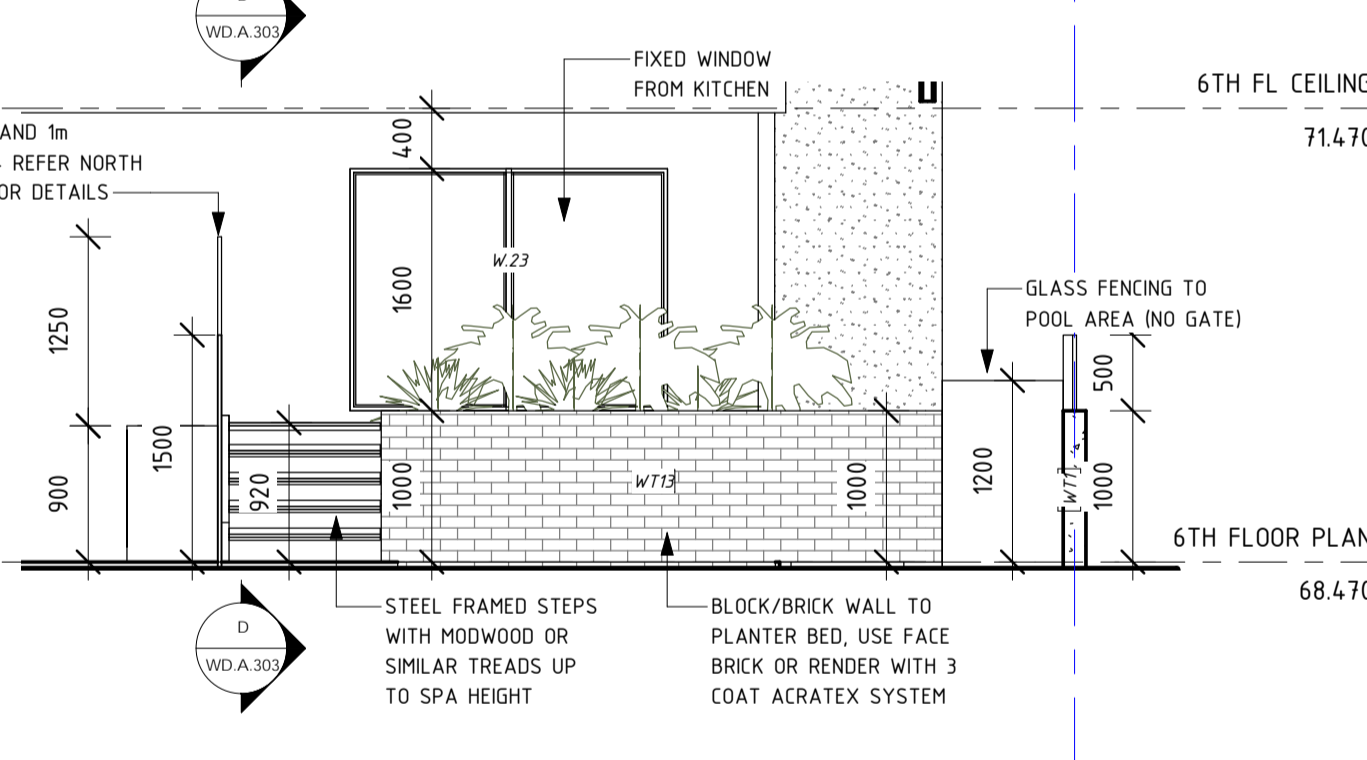 WD.A.303
FIXED WINDOW
FROM KITCHEN
6TH FL CEILING
71.470
AND 1m
REFER NORTH
OR DETAILS
400
W.23
1600
1250
GLASS FENCING TO
POOL AREA (NO GATE)
500
1500
900
920
1000
WT13
1000
1200
WT1
1000
6TH FLOOR PLAN
68.470
D
WD.A.303
STEEL FRAMED STEPS
WITH MODWOOD OR
SIMILAR TREADS UP
TO SPA HEIGHT
BLOCK/BRICK WALL TO
PLANTER BED, USE FACE
BRICK OR RENDER WITH 3
COAT ACRATEX SYSTEM